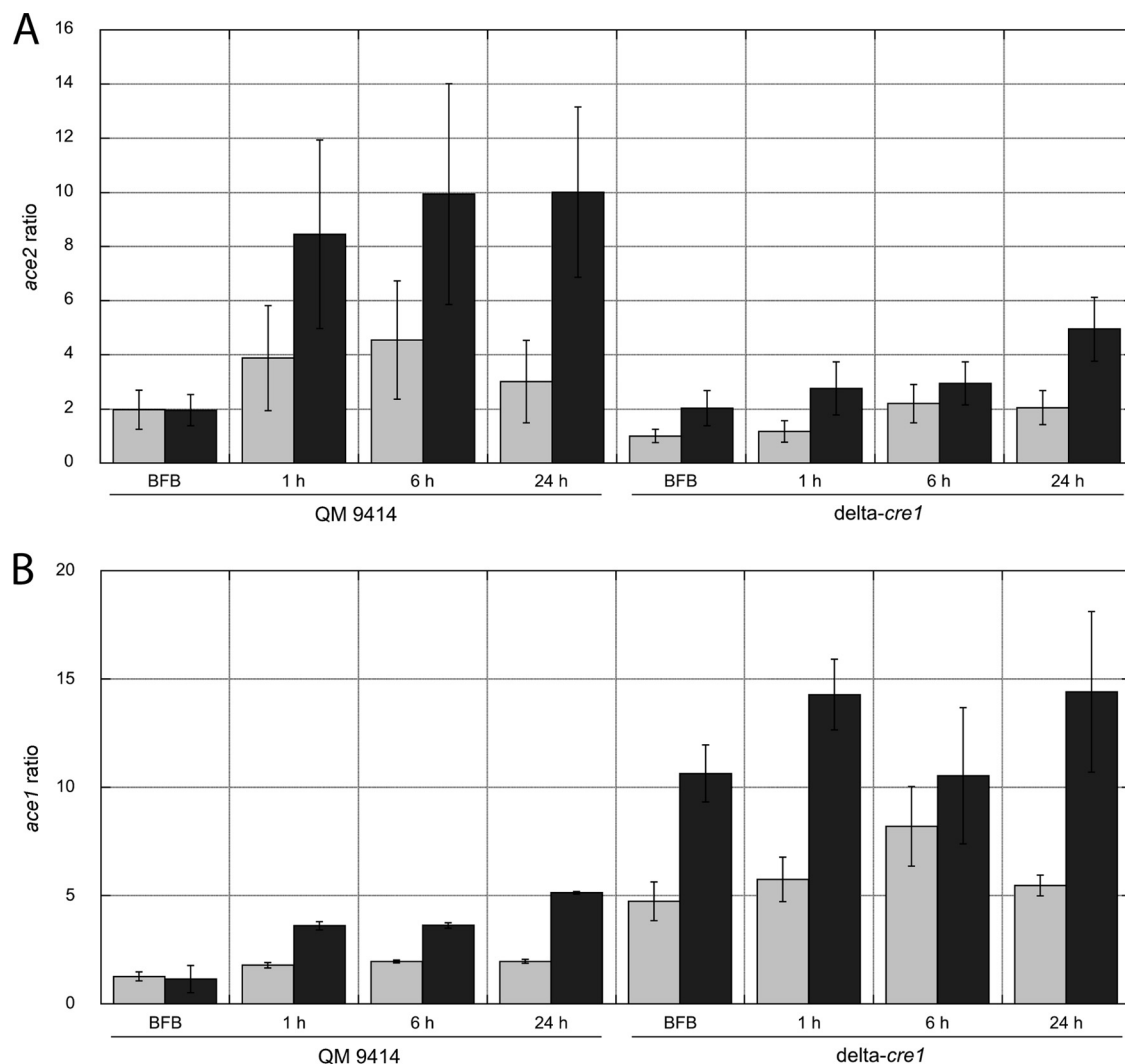 A
16
14
12
10
8
6
4
2
0
ace2 ratio
BFB 1 h 6 h 24 h BFB 1 h 6 h 24 h
QM 9414 delta-cre1
B
20
15
10
5
0
ace1 ratio
BFB 1 h 6 h 24 h BFB 1 h 6 h 24 h
QM 9414 delta-cre1